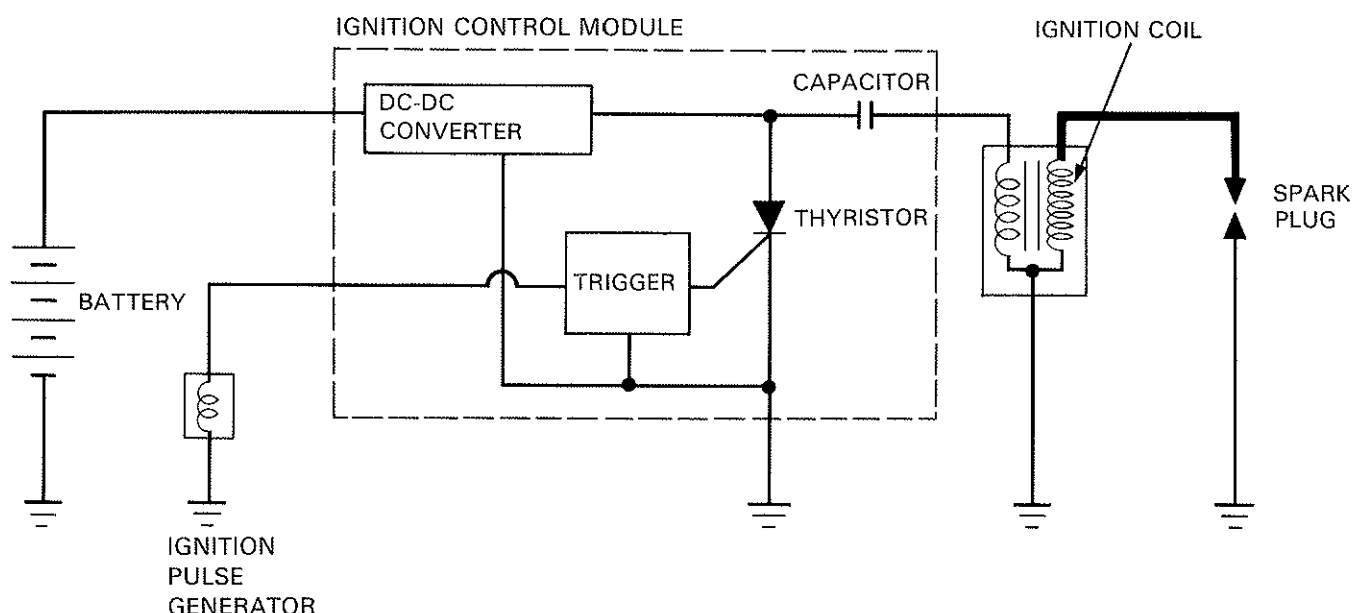 IGNITION CONTROL MODULE
IGNITION COIL
DC-DC
CONVERTER
CAPACITOR
THYRISTOR
SPARK
PLUG
TRIGGER
BATTERY
IGNITION
PULSE
GENERATOR